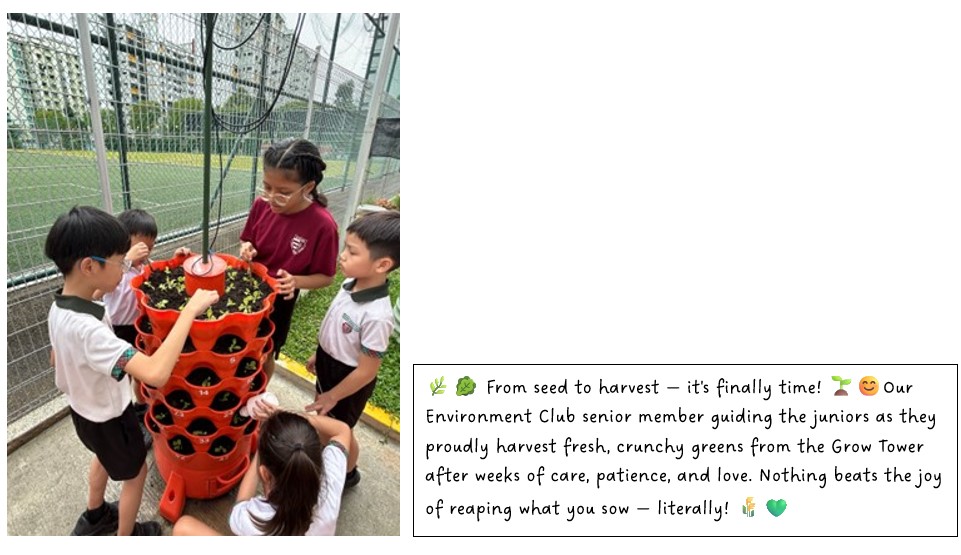 🌿 🥬 From seed to harvest — it's finally time! 🌱 😊 Our
Environment Club senior member guiding the juniors as they
proudly harvest fresh, crunchy greens from the Grow Tower
after weeks of care, patience, and love. Nothing beats the joy
of reaping what you sow — literally! 🌾 💚
14